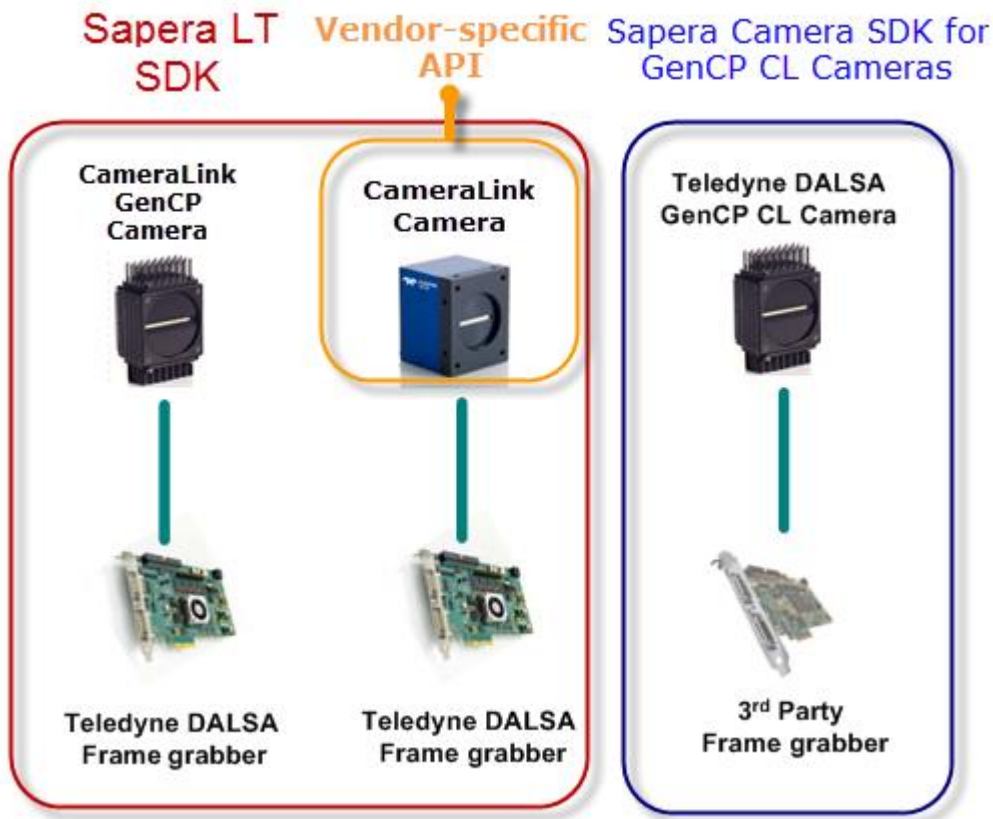 Sapera LT
SDK
Vendor-specific
API
Sapera Camera SDK for
GenCP CL Cameras
CameraLink
GenCP
Camera
CameraLink
Camera
Teledyne DALSA
GenCP CL Camera
Teledyne DALSA
Frame grabber
Teledyne DALSA
Frame grabber
3rd Party
Frame grabber